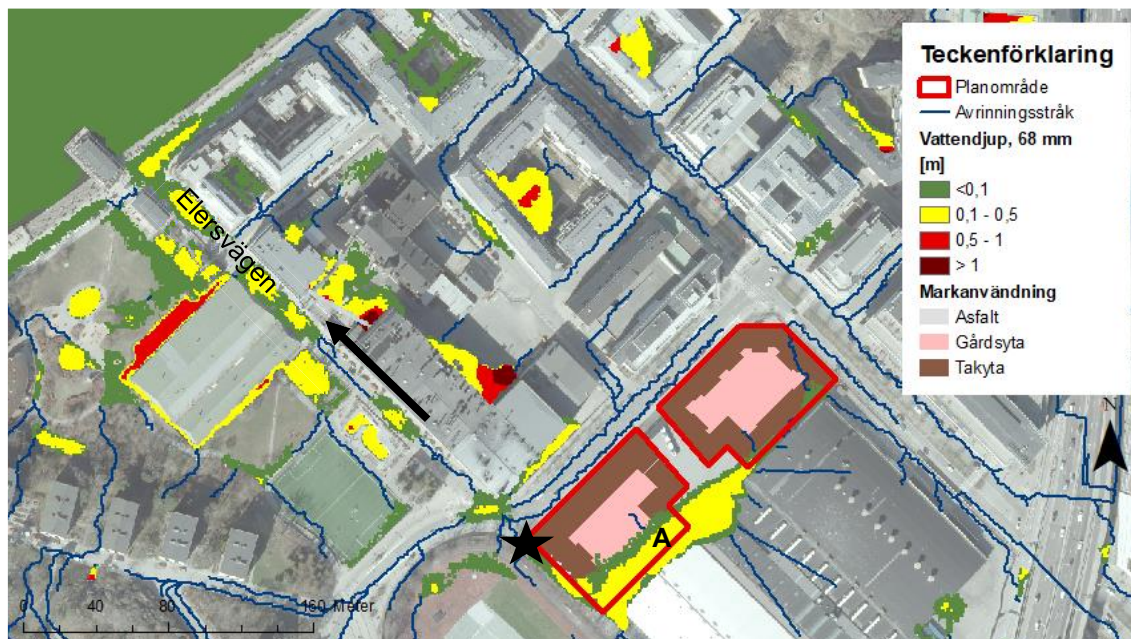 Teckenförklaring
Planområde
Avrinningsstråk
Vattendjup, 68 mm
[m]
<0,1
0,1 - 0,5
0,5 - 1
> 1
Markanvändning
Asfalt
Gårdsyta
Takyta
N
Elersvägen
A
0 40 80 160 Meter